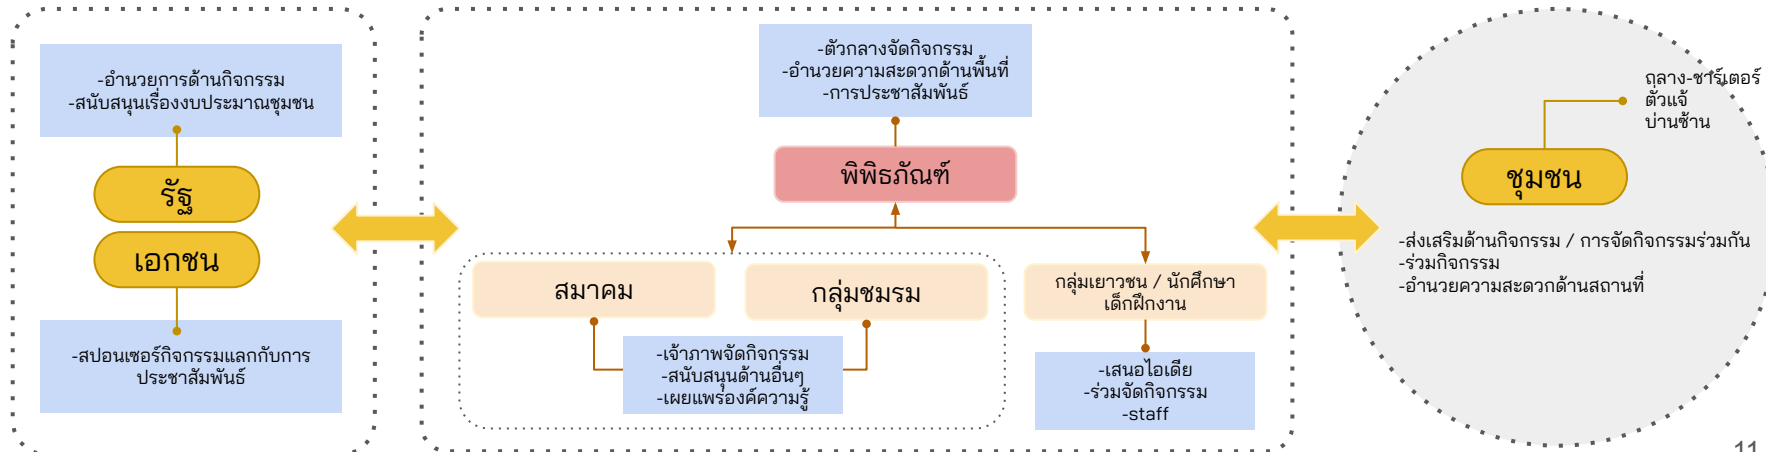 -อำนวยการด้านกิจกรรม
-สนับสนุนเรื่องงบประมาณชุมชน
รัฐ
เอกชน
-สปอนเซอร์กิจกรรมแลกกับการ
ประชาสัมพันธ์
-ตัวกลางจัดกิจกรรม
-อำนวยความสะดวกด้านพื้นที่
-การประชาสัมพันธ์
พิพิธภัณฑ์
สมาคม
กลุ่มชมรม
-เจ้าภาพจัดกิจกรรม
-สนับสนุนด้านอื่นๆ
-เผยแพร่องค์ความรู้
กลุ่มเยาวชน / นักศึกษา
เด็กฝึกงาน
-เสนอไอเดีย
-ร่วมจัดกิจกรรม
-staff
ถลาง-ชาร์เตอร์
ตั่วแจ้
บ่านซ้าน
ชุมชน
-ส่งเสริมด้านกิจกรรม / การจัดกิจกรรมร่วมกัน
-ร่วมกิจกรรม
-อำนวยความสะดวกด้านสถานที่
11